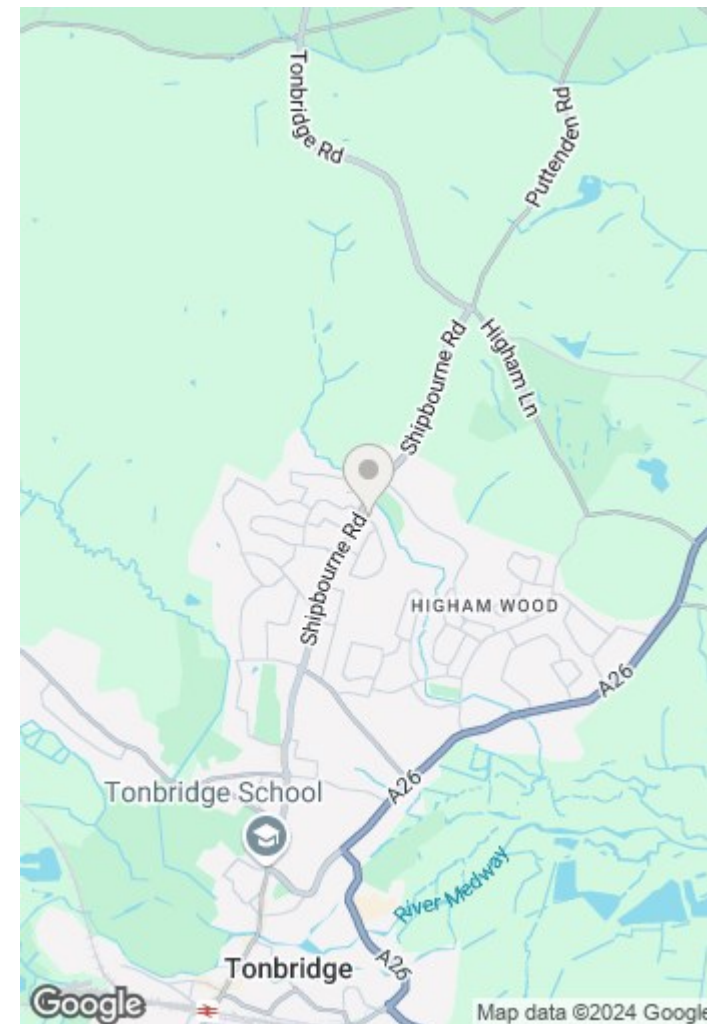 Tonbridge Rd
Puttenden Rd
Shipbourne Rd
Higham Ln
Shipbourne Rd
HIGHAM WOOD
A26
A26
Tonbridge School
River Medway
A26
Tonbridge
Google
Map data ©2024 Google